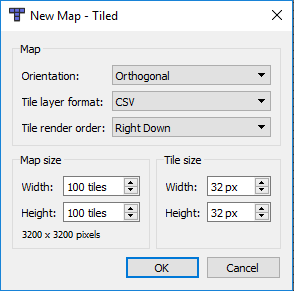 New Map - Tiled
Map
Orientation: Orthogonal
Tile layer format: CSV
Tile render order: Right Down
Map size
Width: 100 tiles
Height: 100 tiles
3200 x 3200 pixels
Tile size
Width: 32 px
Height: 32 px
OK Cancel